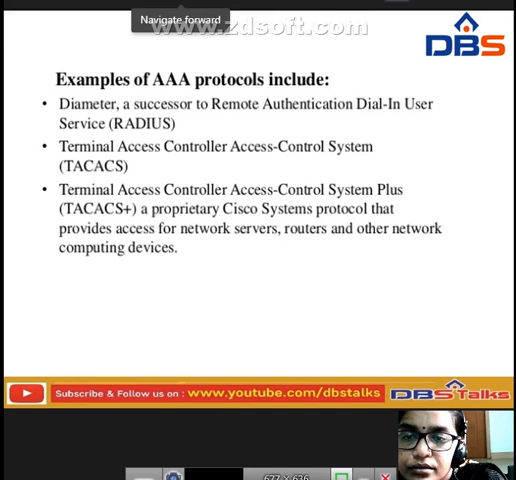 Navigate forward
www.zdsoft.com
DBS
Examples of AAA protocols include:
• Diameter, a successor to Remote Authentication Dial-In User
Service (RADIUS)
• Terminal Access Controller Access-Control System
(TACACS)
• Terminal Access Controller Access-Control System Plus
(TACACS+) a proprietary Cisco Systems protocol that
provides access for network servers, routers and other network
computing devices.
Subscribe & Follow us on : www.youtube.com/dbstalks DBS Talks
677 × 636